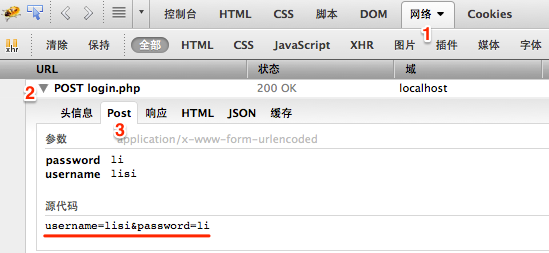 控制台 HTML CSS 脚本 DOM 网络 Cookies
1
xhr 清除 保持 全部 HTML CSS JavaScript XHR 图片 插件 媒体 字体
URL 状态 域
2 POST login.php 200 OK localhost
头信息 Post 响应 HTML JSON 缓存
3
参数 application/x-www-form-urlencoded
password li
username lisi
源代码
username=lisi&password=li